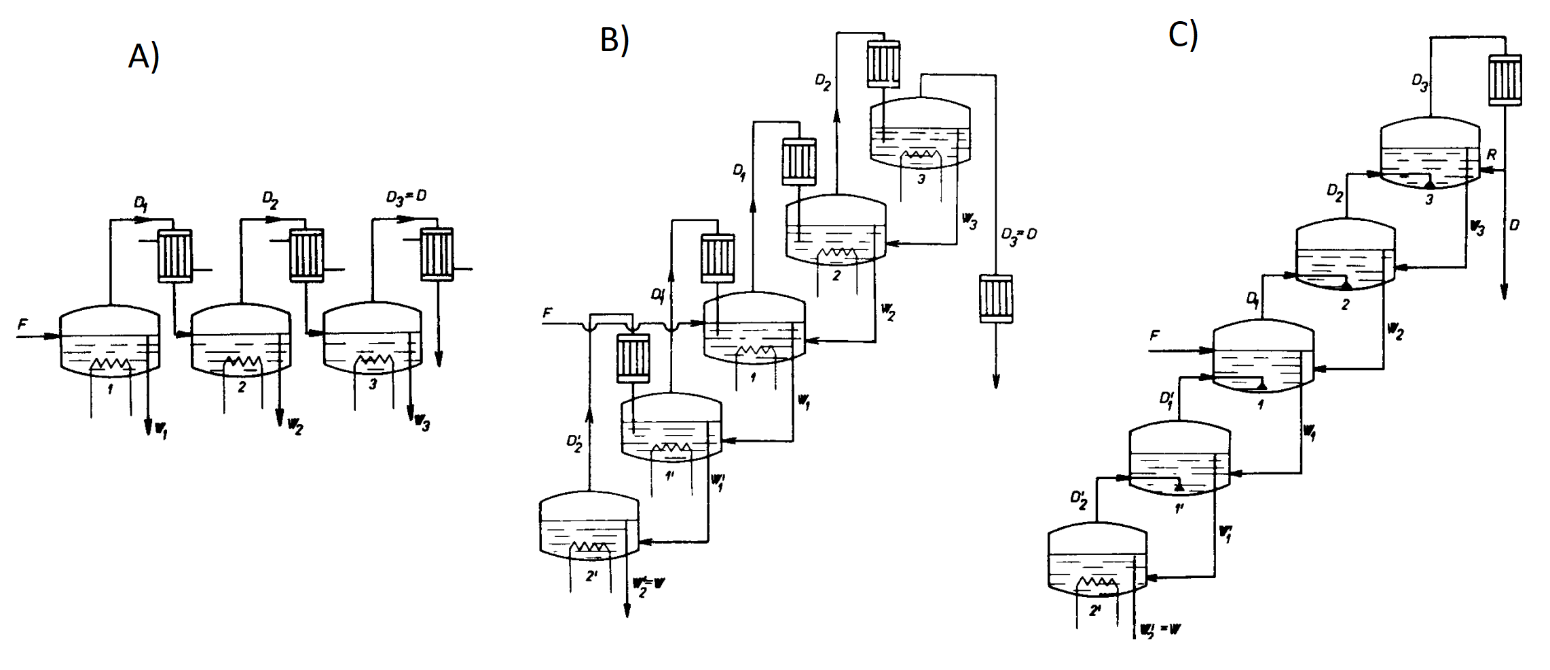 A)
D₁
D₂
D₃=D
F
1
2
3
W₁
W₂
W₃
B)
D₂
3
D₁
W₃
D₃=D
2
D₁'
F
W₂
1
D₂'
W₁
1'
W₁'
2'
W₂'=W
C)
D₃
R
D₂
3
W₃
D
D₁
2
F
W₂
D₁'
1
W₁
D₂'
1'
W₁'
2'
W₂'=W